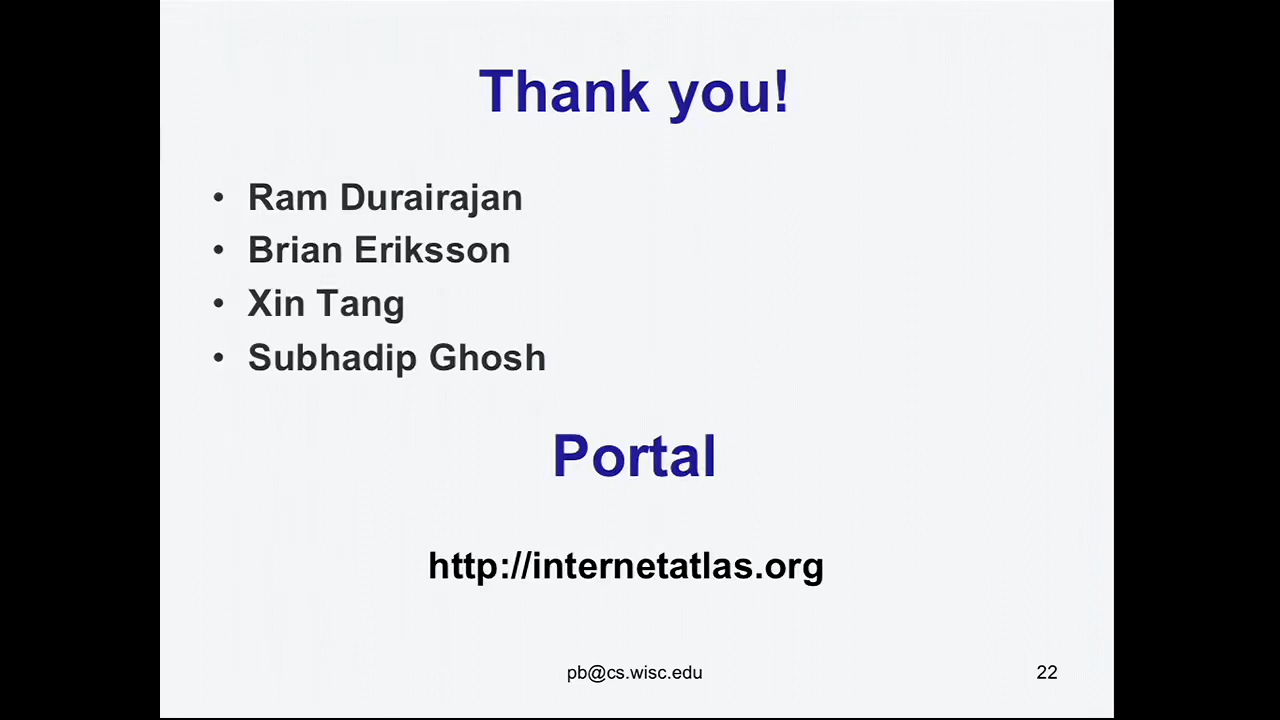 Thank you!
• Ram Durairajan
• Brian Eriksson
• Xin Tang
• Subhadip Ghosh
Portal
http://internetatlas.org
pb@cs.wisc.edu
22